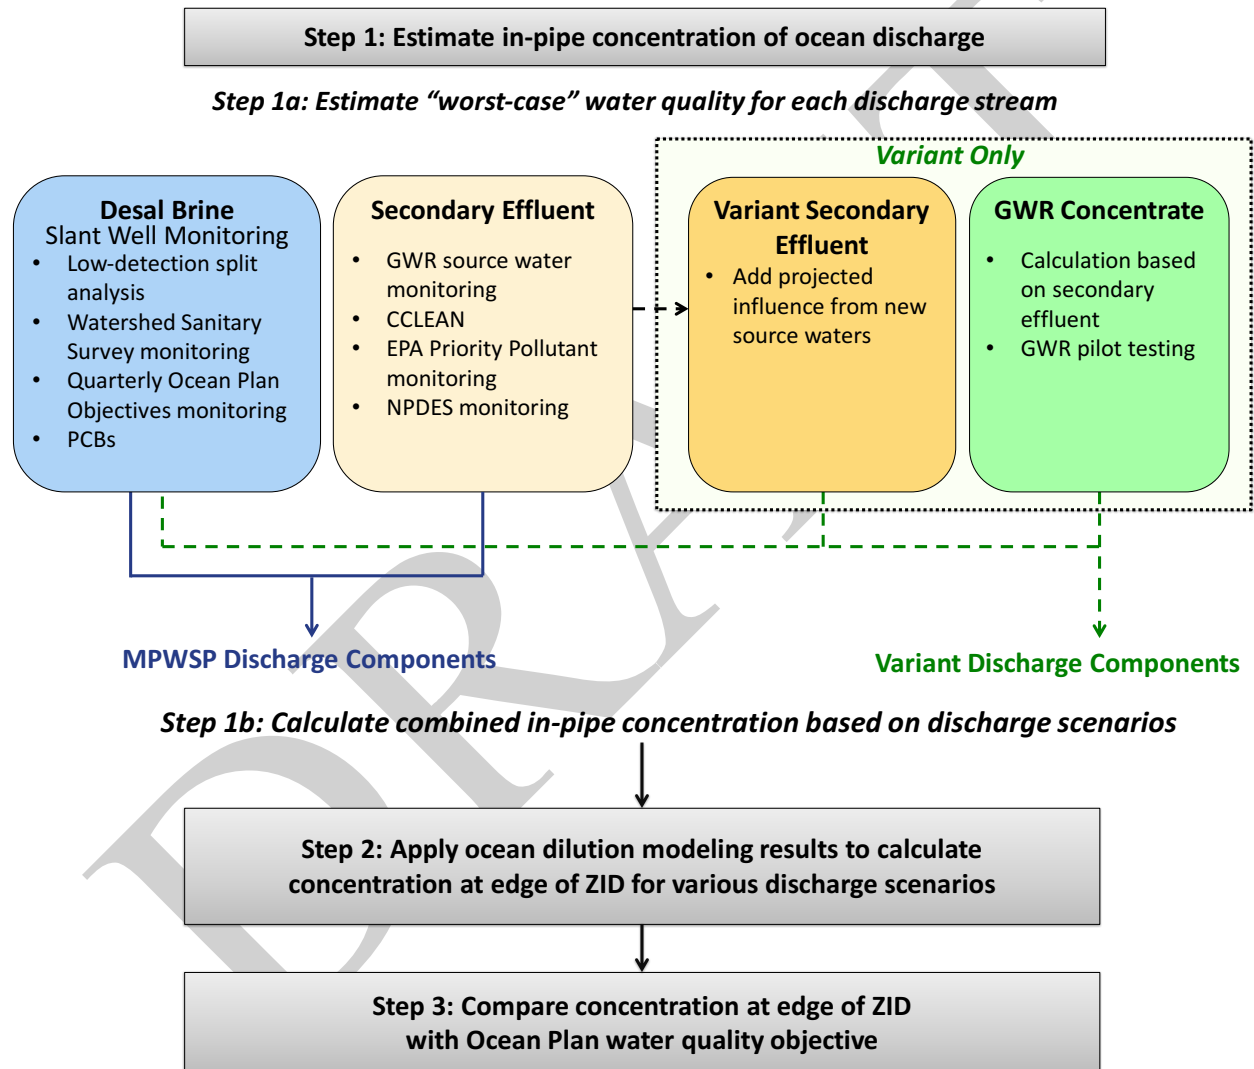 Step 1: Estimate in-pipe concentration of ocean discharge
Step 1a: Estimate “worst-case” water quality for each discharge stream
Variant Only
Desal Brine
Slant Well Monitoring
• Low-detection split
analysis
• Watershed Sanitary
Survey monitoring
• Quarterly Ocean Plan
Objectives monitoring
• PCBs
Secondary Effluent
• GWR source water
monitoring
• CCLEAN
• EPA Priority Pollutant
monitoring
• NPDES monitoring
Variant Secondary
Effluent
• Add projected
influence from new
source waters
GWR Concentrate
• Calculation based
on secondary
effluent
• GWR pilot testing
MPWSP Discharge Components
Variant Discharge Components
Step 1b: Calculate combined in-pipe concentration based on discharge scenarios
Step 2: Apply ocean dilution modeling results to calculate
concentration at edge of ZID for various discharge scenarios
Step 3: Compare concentration at edge of ZID
with Ocean Plan water quality objective
DRAFT